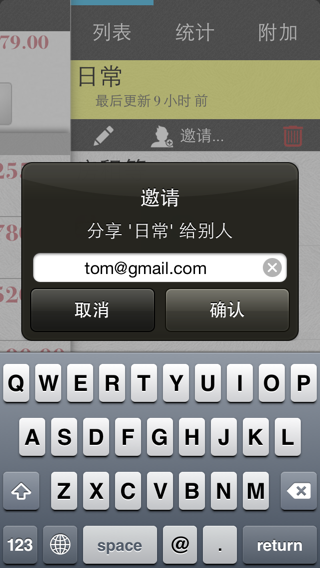 79.00
列表 统计 附加
日常
最后更新 9 小时 前
邀请...
邀请
分享 '日常' 给别人
tom@gmail.com
取消 确认
Q W E R T Y U I O P
A S D F G H J K L
Z X C V B N M
123 space @ . return